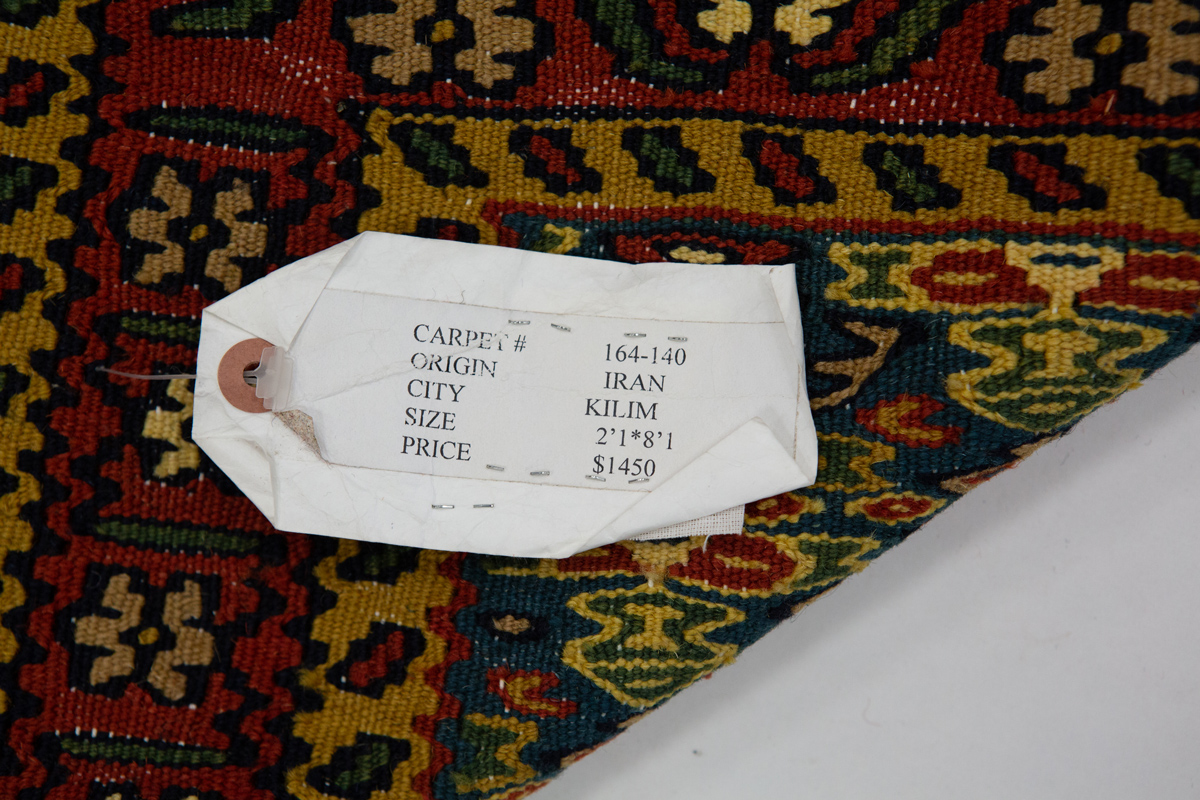 CARPET # 164-140
ORIGIN IRAN
CITY KILIM
SIZE 2'1*8'1
PRICE $1450